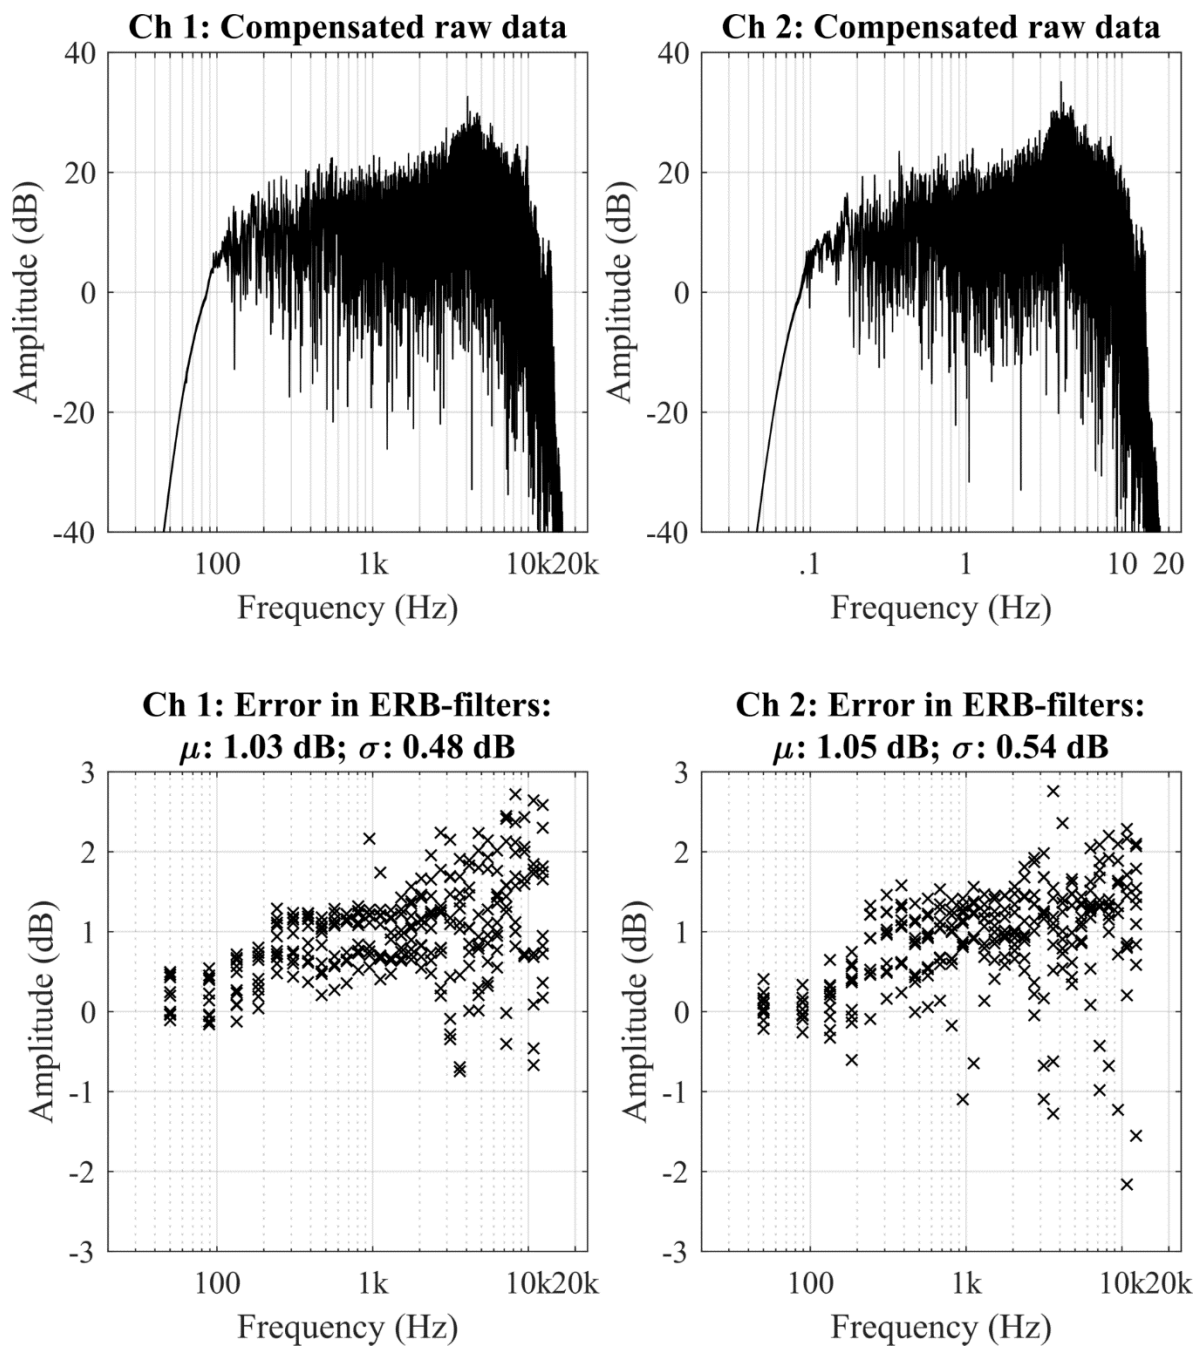 Ch 1: Compensated raw data
40
20
0
-20
-40
Amplitude (dB)
100 1k 10k20k
Frequency (Hz)
Ch 2: Compensated raw data
40
20
0
-20
-40
Amplitude (dB)
.1 1 10 20
Frequency (Hz)
Ch 1: Error in ERB-filters:
μ: 1.03 dB; σ: 0.48 dB
3
2
1
0
-1
-2
-3
Amplitude (dB)
100 1k 10k20k
Frequency (Hz)
Ch 2: Error in ERB-filters:
μ: 1.05 dB; σ: 0.54 dB
3
2
1
0
-1
-2
-3
Amplitude (dB)
100 1k 10k20k
Frequency (Hz)